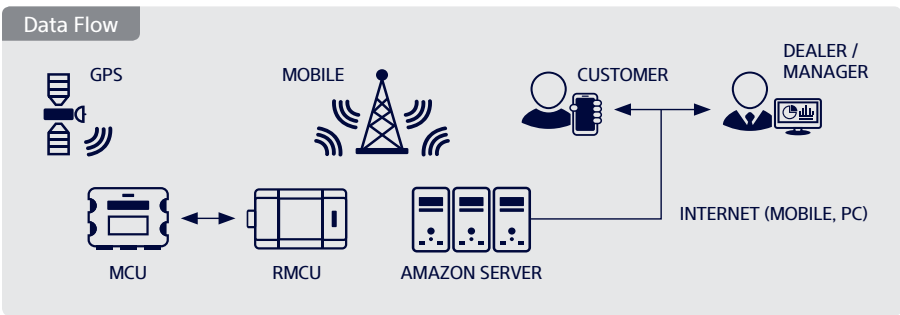 Data Flow
GPS
MOBILE
CUSTOMER
DEALER /
MANAGER
MCU
RMCU
AMAZON SERVER
INTERNET (MOBILE, PC)